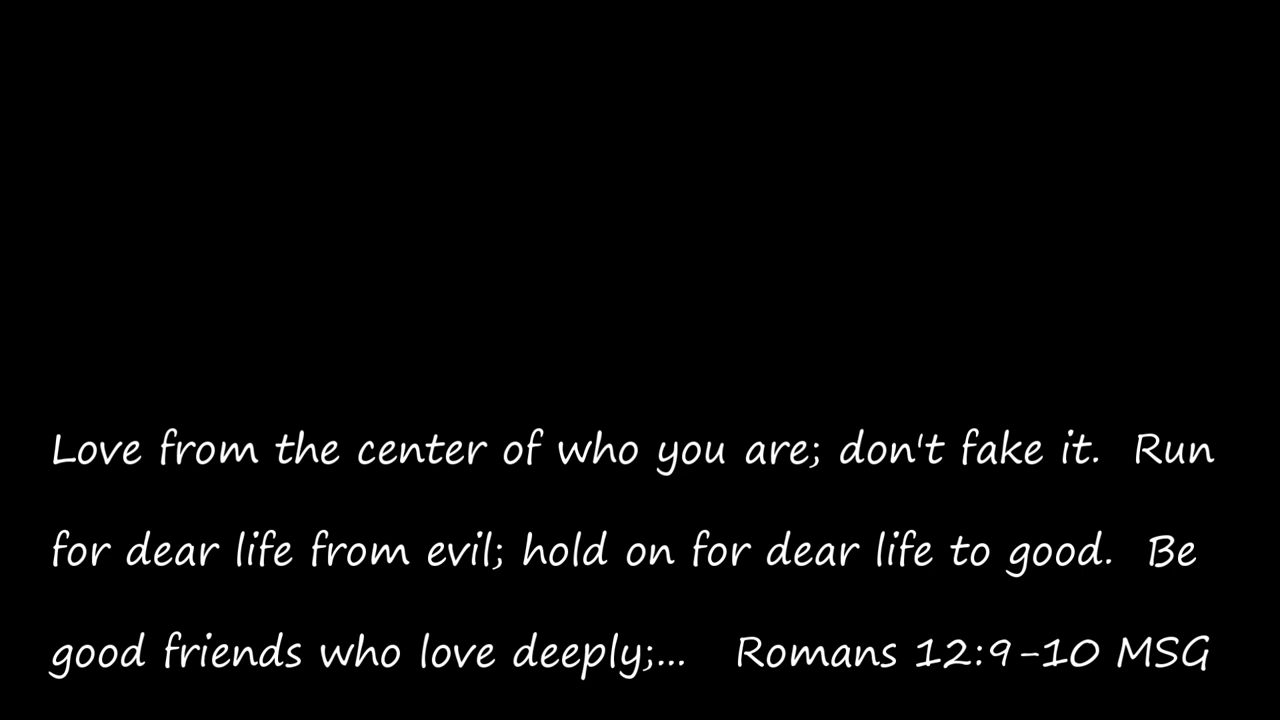 Love from the center of who you are; don't fake it.  Run
for dear life from evil; hold on for dear life to good.  Be
good friends who love deeply;...   Romans 12:9-10 MSG